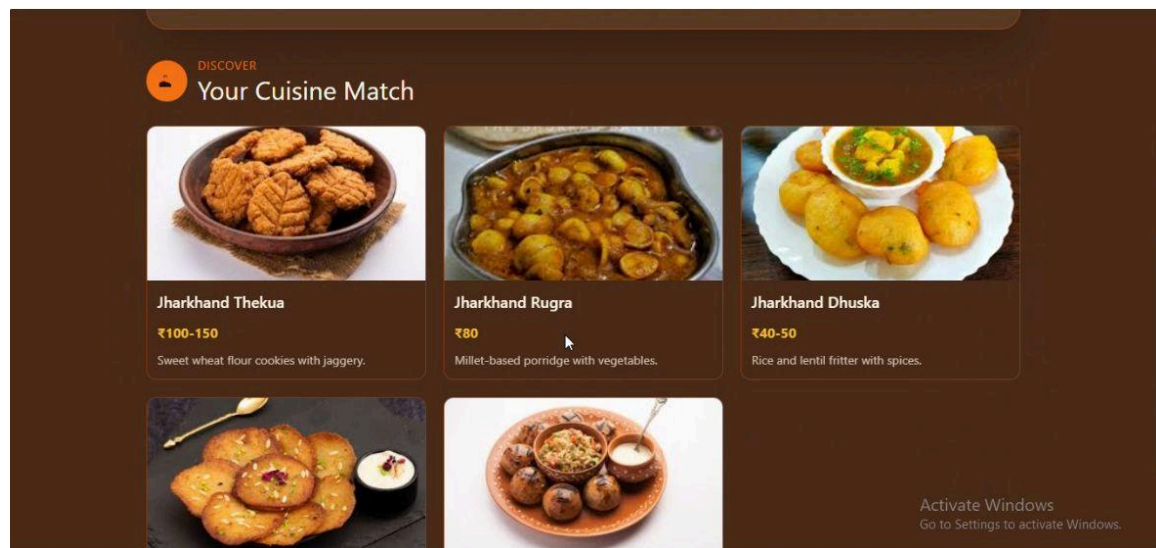 DISCOVER
Your Cuisine Match
Jharkhand Thekua
₹100-150
Sweet wheat flour cookies with jaggery.
Jharkhand Rugra
₹80
Millet-based porridge with vegetables.
Jharkhand Dhuska
₹40-50
Rice and lentil fritter with spices.
Activate Windows
Go to Settings to activate Windows.